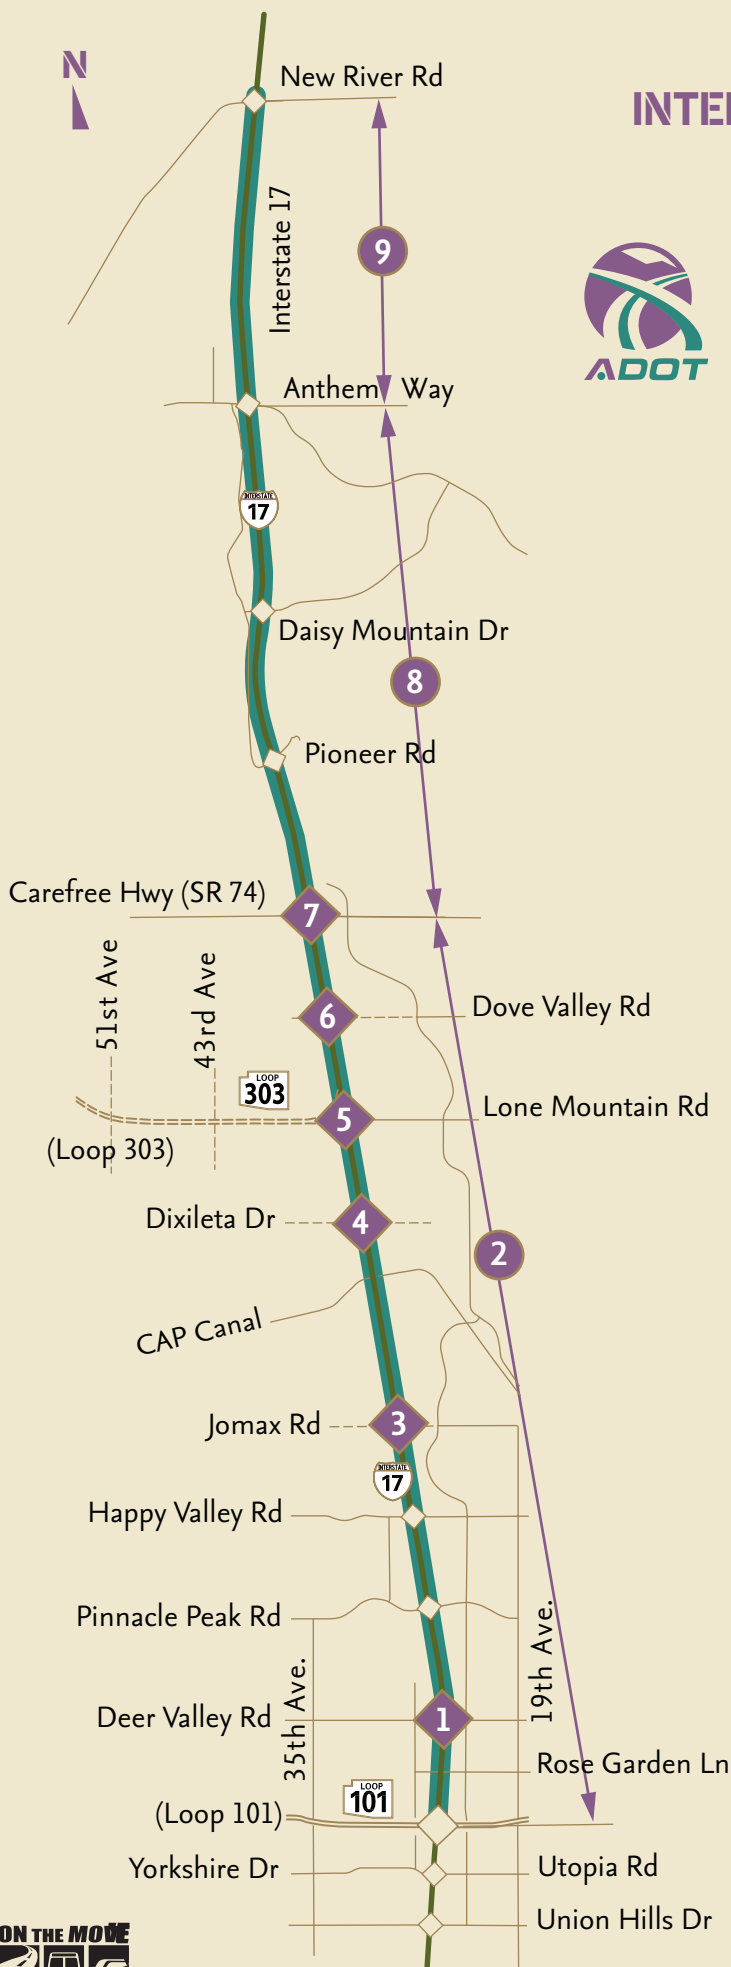 N
New River Rd
INTE
Interstate 17
9
ADOT
Anthem Way
INTERSTATE
17
Daisy Mountain Dr
8
Pioneer Rd
Carefree Hwy (SR 74)
7
51st Ave
43rd Ave
6
Dove Valley Rd
LOOP
303
5
Lone Mountain Rd
(Loop 303)
Dixileta Dr
4
2
CAP Canal
Jomax Rd
3
INTERSTATE
17
Happy Valley Rd
Pinnacle Peak Rd
35th Ave.
19th Ave.
Deer Valley Rd
1
Rose Garden Ln
LOOP
101
(Loop 101)
Yorkshire Dr
Utopia Rd
Union Hills Dr
ON THE MOVE